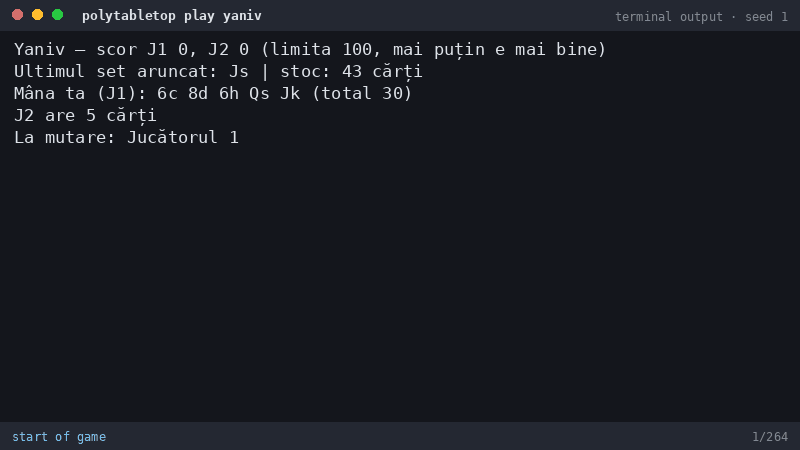 polytabletop play yaniv
terminal output · seed 1
Yaniv — scor J1 0, J2 0 (limita 100, mai puțin e mai bine)
Ultimul set aruncat: Js | stoc: 43 cărți
Mâna ta (J1): 6c 8d 6h Qs Jk (total 30)
J2 are 5 cărți
La mutare: Jucătorul 1
start of game
1/264